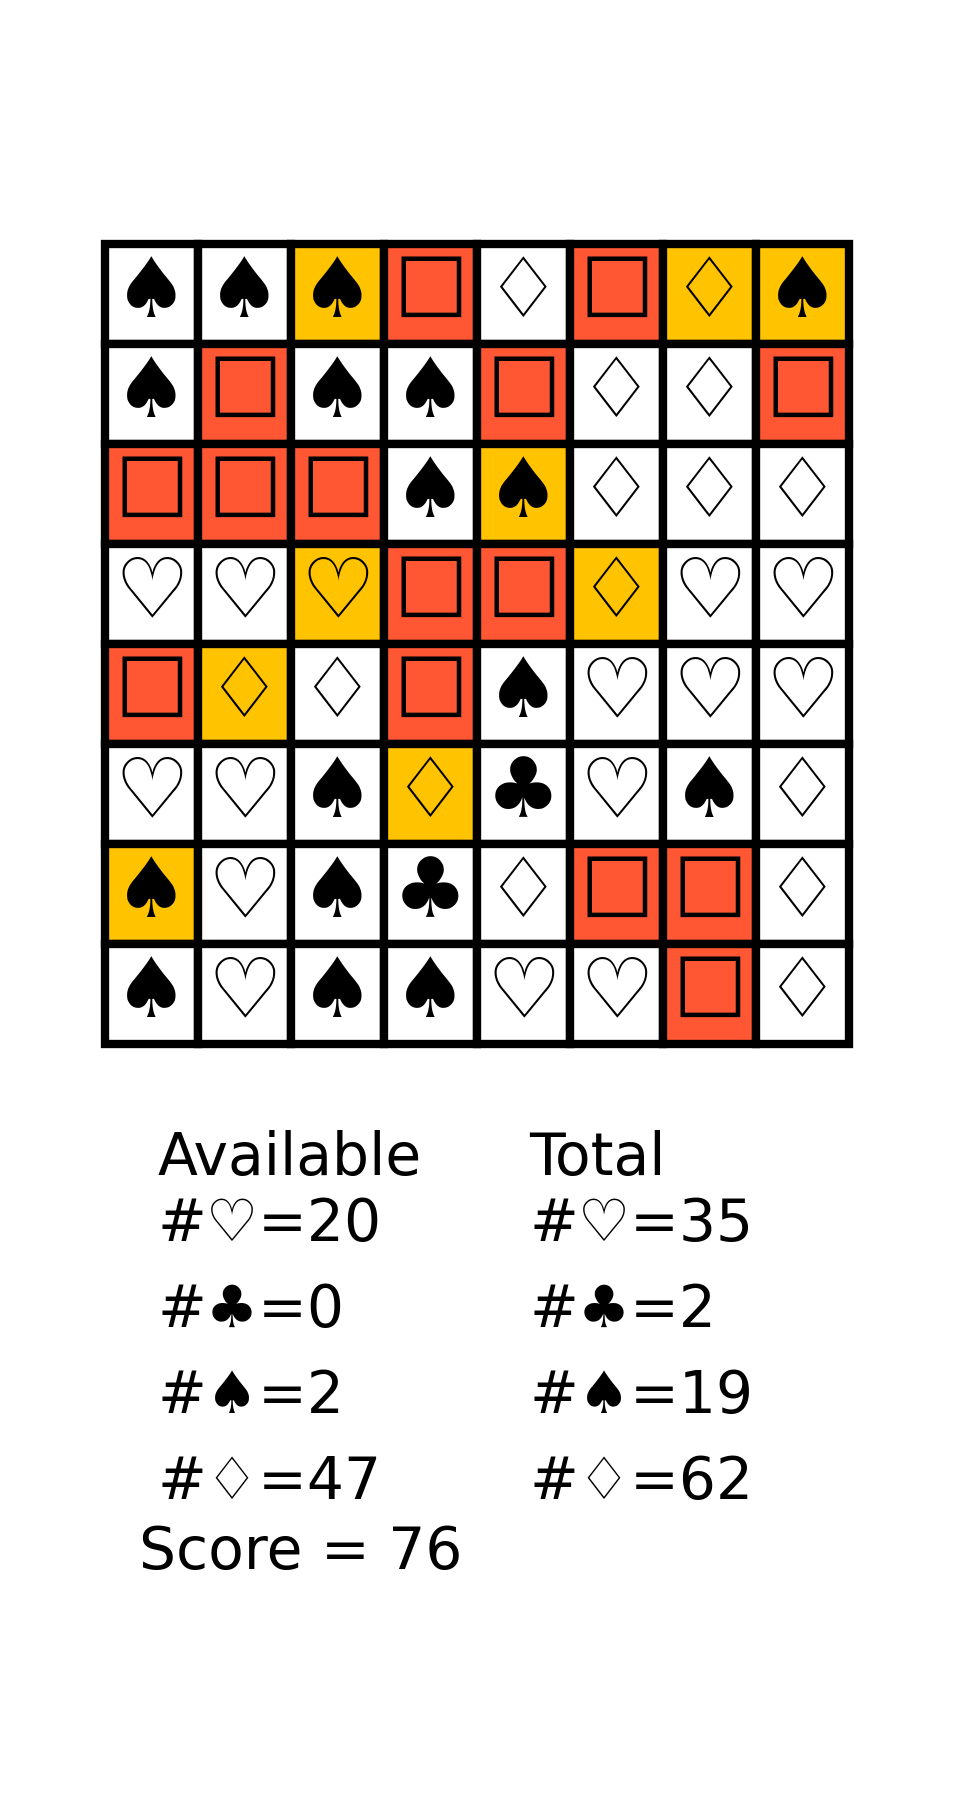 ♠ ♠ ♠ □ ♢ □ ♢ ♠
♠ □ ♠ ♠ □ ♢ ♢ □
□ □ □ ♠ ♠ ♢ ♢ ♢
♡ ♡ ♡ □ □ ♢ ♡ ♡
□ ♢ ♢ □ ♠ ♡ ♡ ♡
♡ ♡ ♠ ♢ ♣ ♡ ♠ ♢
♠ ♡ ♠ ♣ ♢ □ □ ♢
♠ ♡ ♠ ♠ ♡ ♡ □ ♢
Available Total
#♡=20 #♡=35
#♣=0 #♣=2
#♠=2 #♠=19
#♢=47 #♢=62
Score = 76